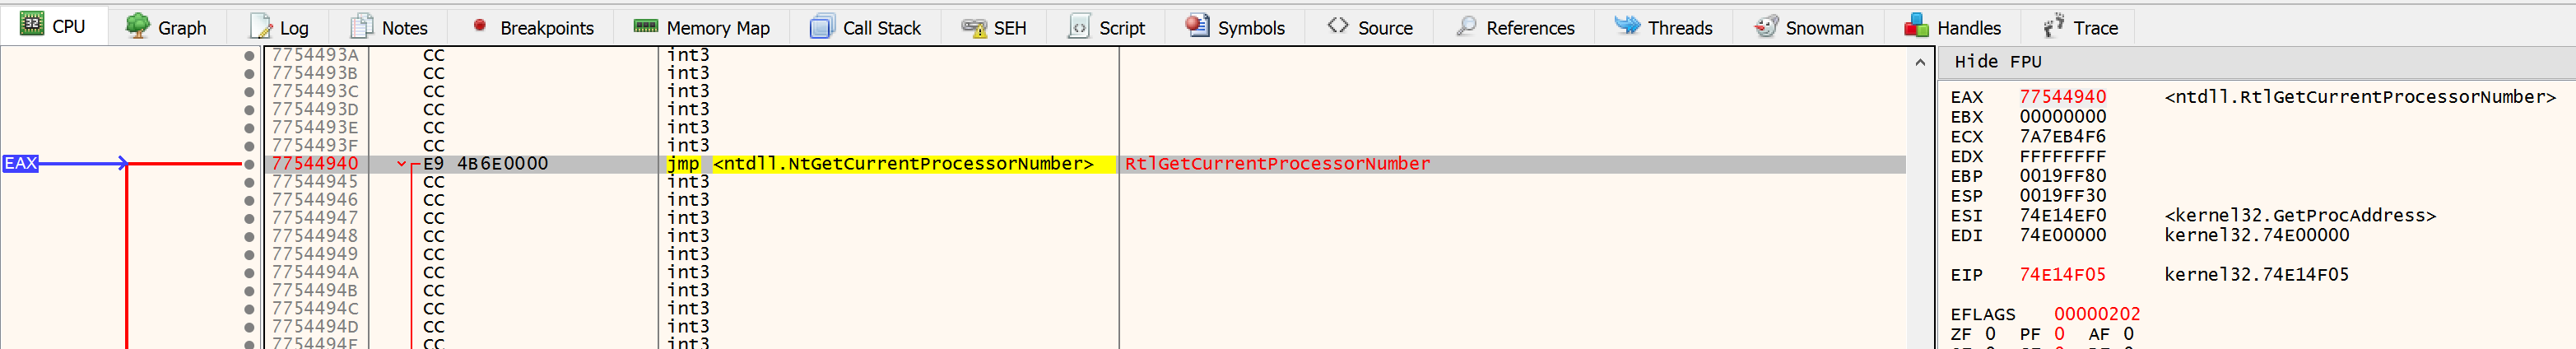 CPU Graph Log Notes Breakpoints Memory Map Call Stack SEH Script Symbols Source References Threads Snowman Handles Trace
7754493A CC int3
7754493B CC int3
7754493C CC int3
7754493D CC int3
7754493E CC int3
7754493F CC int3
EAX 77544940 E9 4B6E0000 jmp <ntdll.NtGetCurrentProcessorNumber> RtlGetCurrentProcessorNumber
77544945 CC int3
77544946 CC int3
77544947 CC int3
77544948 CC int3
77544949 CC int3
7754494A CC int3
7754494B CC int3
7754494C CC int3
7754494D CC int3
7754494E CC int3
Hide FPU
EAX 77544940 <ntdll.RtlGetCurrentProcessorNumber>
EBX 00000000
ECX 7A7EB4F6
EDX FFFFFFFF
EBP 0019FF80
ESP 0019FF30
ESI 74E14EF0 <kernel32.GetProcAddress>
EDI 74E00000 kernel32.74E00000
EIP 74E14F05 kernel32.74E14F05
EFLAGS 00000202
ZF 0 PF 0 AF 0